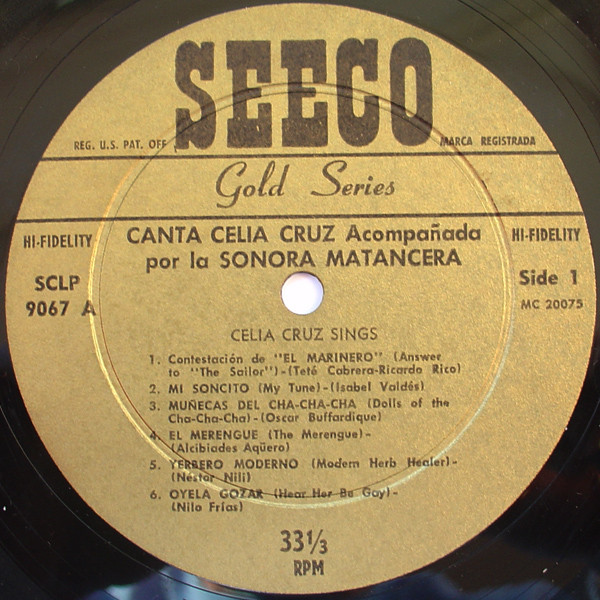 SEECO
REG. U.S. PAT. OFF
MARCA REGISTRADA
Gold Series
HI-FIDELITY
CANTA CELIA CRUZ Acompañada
HI-FIDELITY
por la SONORA MATANCERA
SCLP
9067 A
Side 1
MC 20075
CELIA CRUZ SINGS
1. Contestación de "EL MARINERO" (Answer
to "The Sailor")-(Teté Cabrera-Ricardo Rico)
2. MI SONCITO (My Tune)-(Isabel Valdés)
3. MUÑECAS DEL CHA-CHA-CHA (Dolls of the
Cha-Cha-Cha)-(Oscar Buffardique)
4. EL MERENGUE (The Merengue)-
(Alcibiades Aqüero)
5. YERBERO MODERNO (Modern Herb Healer)-
(Néstor Nili)
6. OYELA GOZAR (Hear Her Be Gay)-
(Nilo Frías)
33⅓
RPM